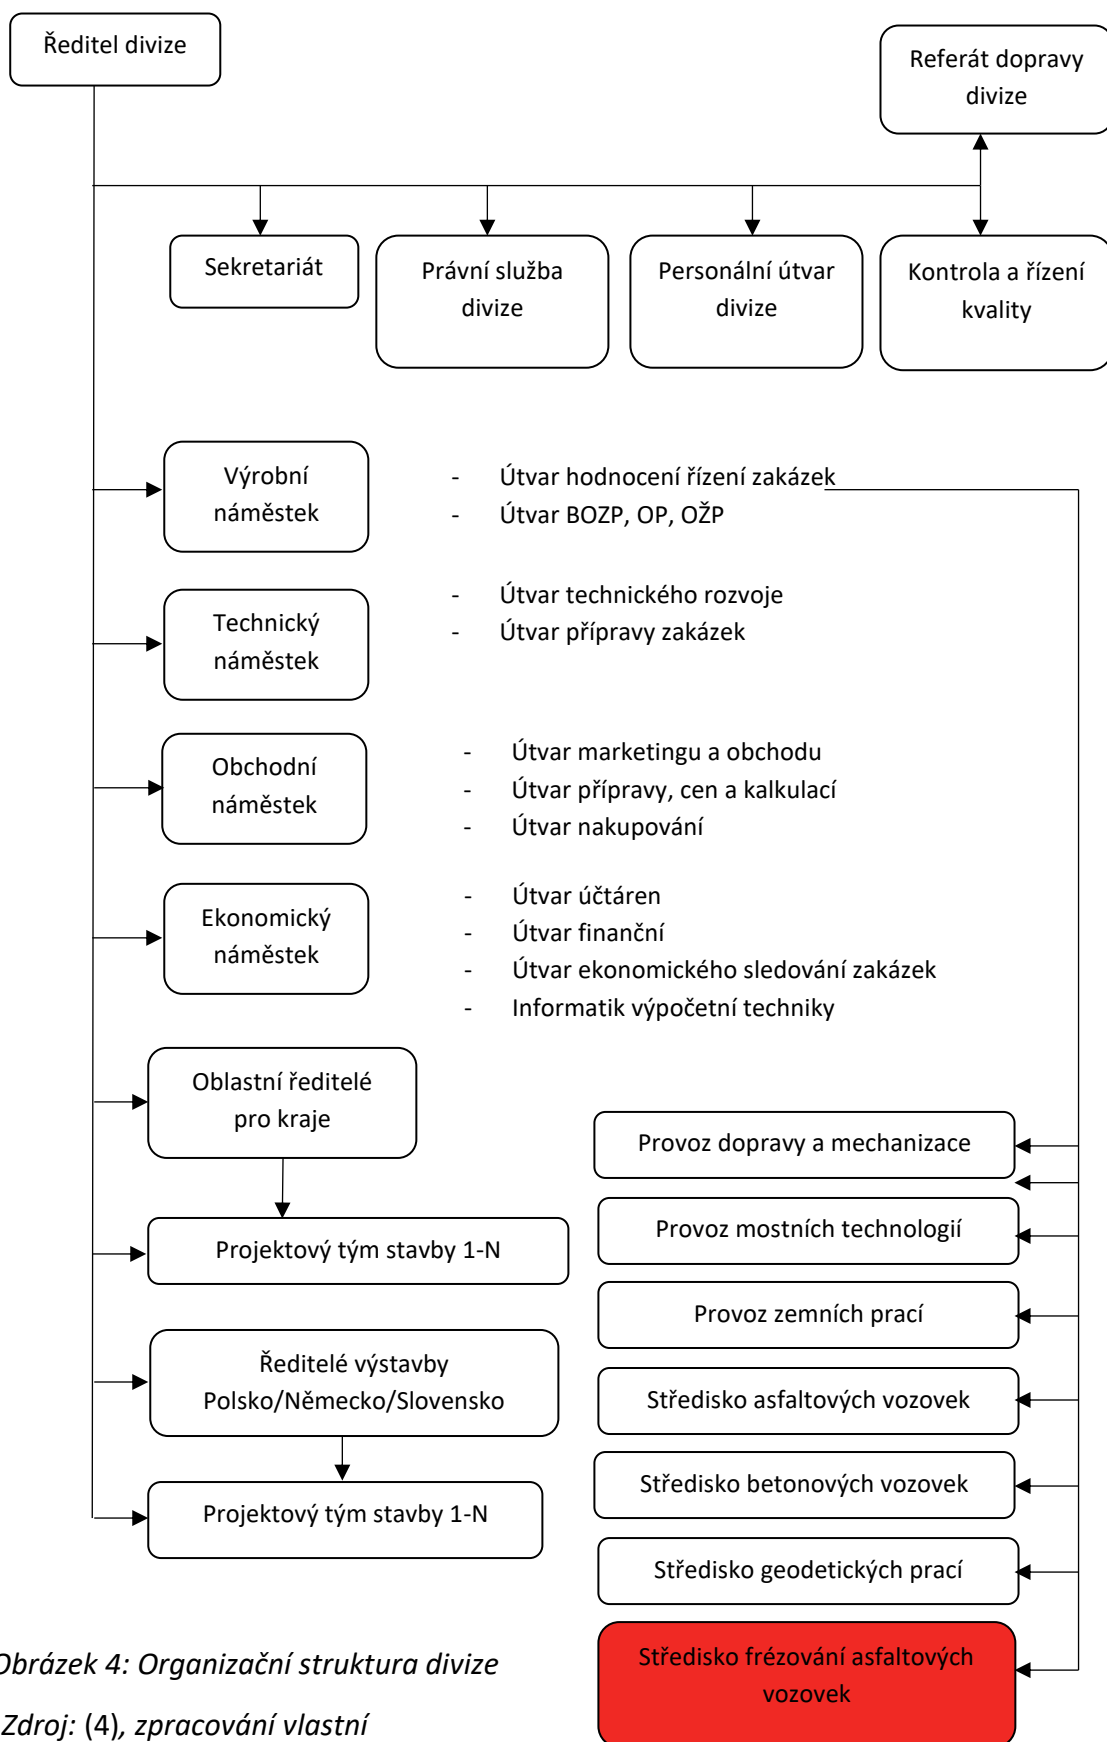 Ředitel divize
Referát dopravy
divize
Sekretariát
Právní služba
divize
Personální útvar
divize
Kontrola a řízení
kvality
Výrobní
náměstek
- Útvar hodnocení řízení zakázek
- Útvar BOZP, OP, OŽP
Technický
náměstek
- Útvar technického rozvoje
- Útvar přípravy zakázek
Obchodní
náměstek
- Útvar marketingu a obchodu
- Útvar přípravy, cen a kalkulací
- Útvar nakupování
Ekonomický
náměstek
- Útvar účtáren
- Útvar finanční
- Útvar ekonomického sledování zakázek
- Informatik výpočetní techniky
Oblastní ředitelé
pro kraje
Projektový tým stavby 1-N
Ředitelé výstavby
Polsko/Německo/Slovensko
Projektový tým stavby 1-N
Provoz dopravy a mechanizace
Provoz mostních technologií
Provoz zemních prací
Středisko asfaltových vozovek
Středisko betonových vozovek
Středisko geodetických prací
Středisko frézování asfaltových
vozovek
Obrázek 4: Organizační struktura divize
Zdroj: (4), zpracování vlastní